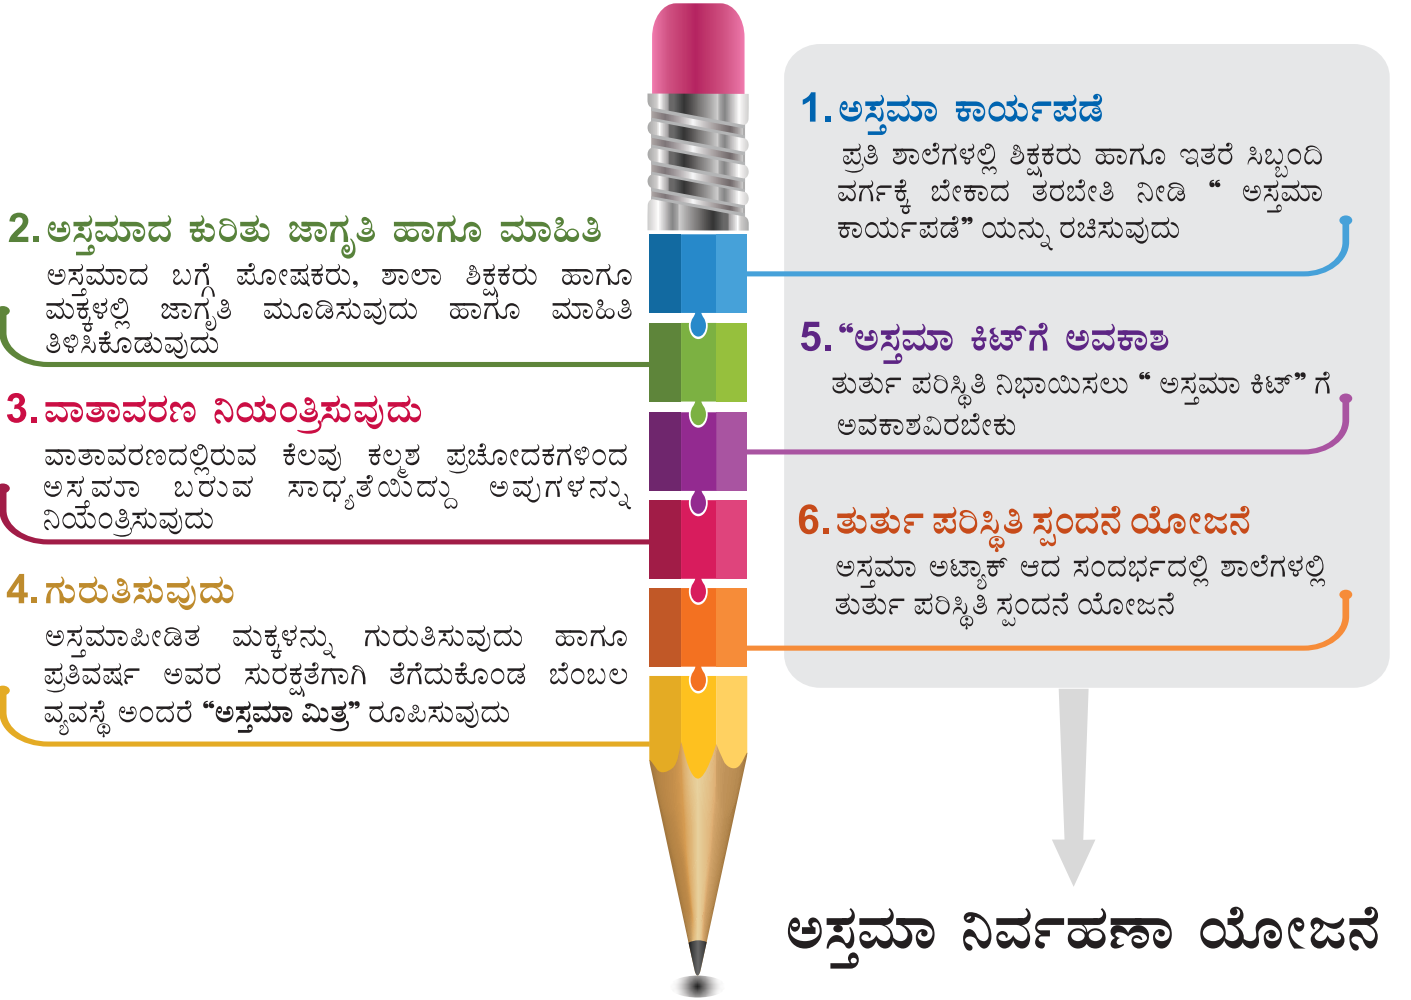 1. ಅಸ್ತಮಾ ಕಾರ್ಯಪಡೆ
ಪ್ರತಿ ಶಾಲೆಗಳಲ್ಲಿ ಶಿಕ್ಷಕರು ಹಾಗೂ ಇತರೆ ಸಿಬ್ಬಂದಿ
ವರ್ಗಕ್ಕೆ ಬೇಕಾದ ತರಬೇತಿ ನೀಡಿ “ ಅಸ್ತಮಾ
ಕಾರ್ಯಪಡೆ” ಯನ್ನು ರಚಿಸುವುದು
2. ಅಸ್ತಮಾದ ಕುರಿತು ಜಾಗೃತಿ ಹಾಗೂ ಮಾಹಿತಿ
ಅಸ್ತಮಾದ ಬಗ್ಗೆ ಪೋಷಕರು, ಶಾಲಾ ಶಿಕ್ಷಕರು ಹಾಗೂ
ಮಕ್ಕಳಲ್ಲಿ ಜಾಗೃತಿ ಮೂಡಿಸುವುದು ಹಾಗೂ ಮಾಹಿತಿ
ತಿಳಿಸಿಕೊಡುವುದು
3. ವಾತಾವರಣ ನಿಯಂತ್ರಿಸುವುದು
ವಾತಾವರಣದಲ್ಲಿರುವ ಕೆಲವು ಕಲ್ಮಶ ಪ್ರಚೋದಕಗಳಿಂದ
ಅಸ್ತಮಾ ಬರುವ ಸಾಧ್ಯತೆಯಿದ್ದು ಅವುಗಳನ್ನು
ನಿಯಂತ್ರಿಸುವುದು
4. ಗುರುತಿಸುವುದು
ಅಸ್ತಮಾಪೀಡಿತ ಮಕ್ಕಳನ್ನು ಗುರುತಿಸುವುದು ಹಾಗೂ
ಪ್ರತಿವರ್ಷ ಅವರ ಸುರಕ್ಷತೆಗಾಗಿ ತೆಗೆದುಕೊಂಡ ಬೆಂಬಲ
ವ್ಯವಸ್ಥೆ ಅಂದರೆ “ಅಸ್ತಮಾ ಮಿತ್ರ” ರೂಪಿಸುವುದು
5. “ಅಸ್ತಮಾ ಕಿಟ್‌ಗೆ ಅವಕಾಶ
ತುರ್ತು ಪರಿಸ್ಥಿತಿ ನಿಭಾಯಿಸಲು “ ಅಸ್ತಮಾ ಕಿಟ್” ಗೆ
ಅವಕಾಶವಿರಬೇಕು
6. ತುರ್ತು ಪರಿಸ್ಥಿತಿ ಸ್ಪಂದನೆ ಯೋಜನೆ
ಅಸ್ತಮಾ ಅಟ್ಯಾಕ್ ಆದ ಸಂದರ್ಭದಲ್ಲಿ ಶಾಲೆಗಳಲ್ಲಿ
ತುರ್ತು ಪರಿಸ್ಥಿತಿ ಸ್ಪಂದನೆ ಯೋಜನೆ
ಅಸ್ತಮಾ ನಿರ್ವಹಣಾ ಯೋಜನೆ